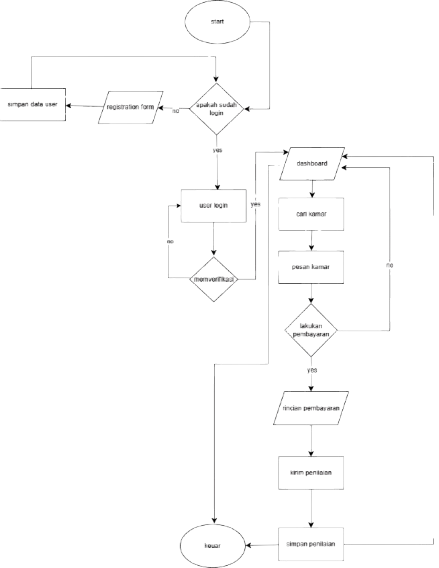 start
simpan data user
registration form
no
apakah sudah
login
yes
user login
yes
dashboard
cari kamar
no
memverifikasi
pesan kamar
no
lakukan
pembayaran
yes
rincian pembayaran
kirim penilaian
keluar
simpan penilaian